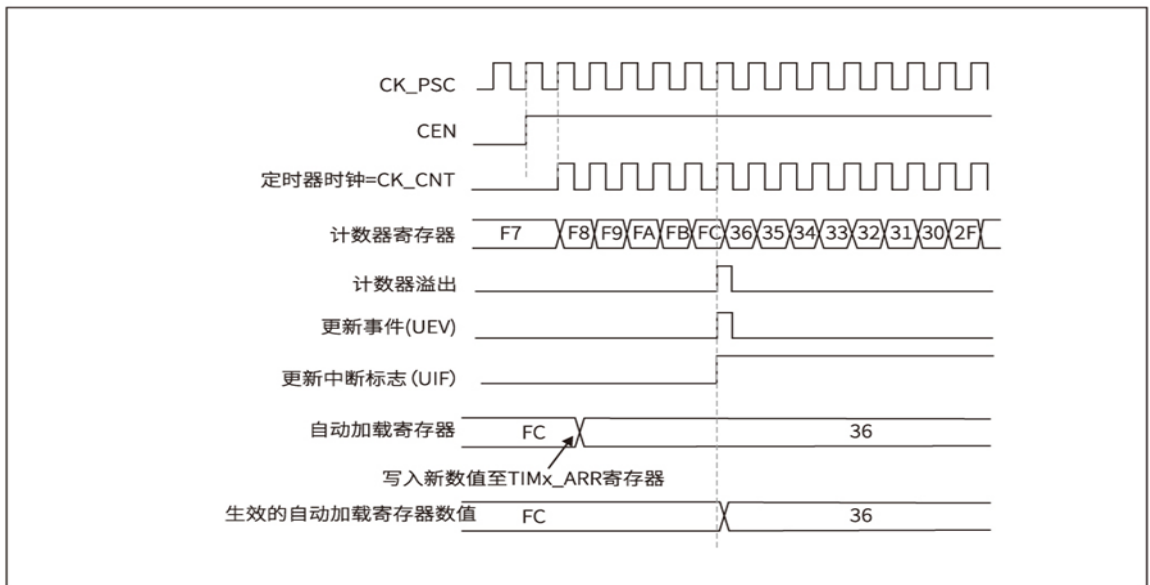 CK_PSC
CEN
定时器时钟=CK_CNT
计数器寄存器 F7 F8 F9 FA FB FC 36 35 34 33 32 31 30 2F
计数器溢出
更新事件(UEV)
更新中断标志(UIF)
自动加载寄存器 FC 36
写入新数值至TIMx_ARR寄存器
生效的自动加载寄存器数值 FC 36